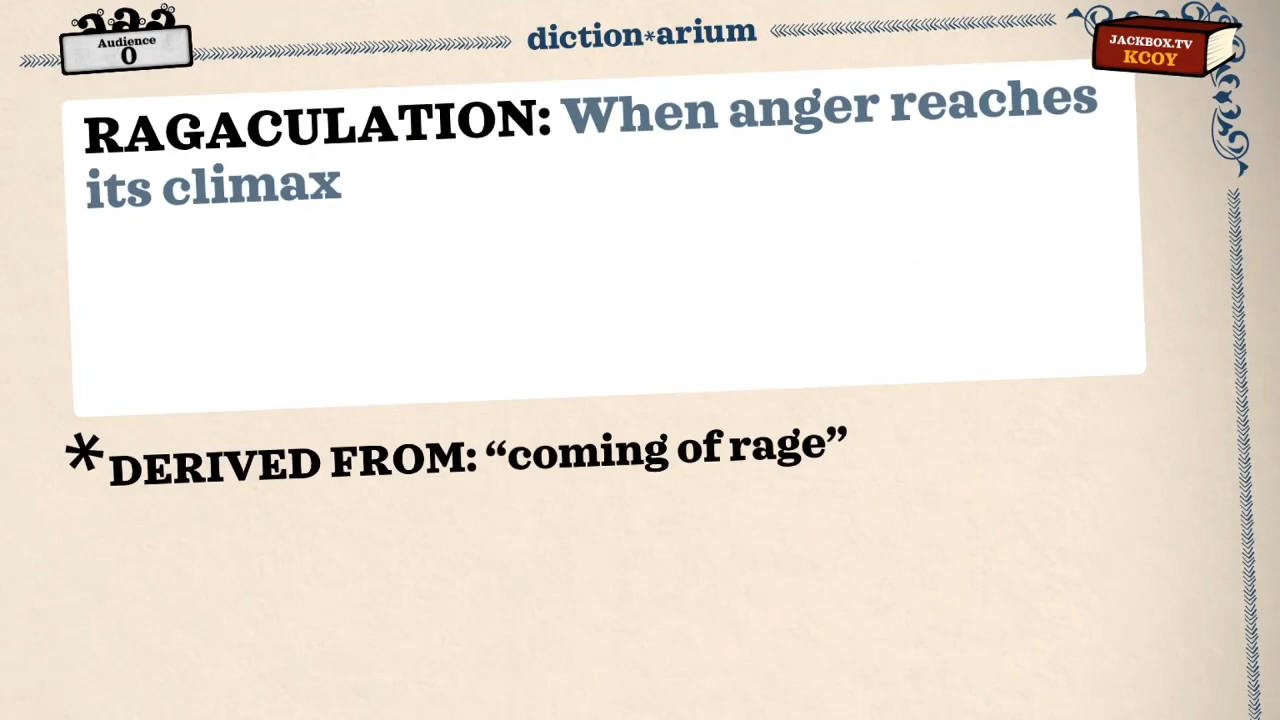 Audience
0
diction*arium
JACKBOX.TV
KCOY
RAGACULATION: When anger reaches
its climax
*DERIVED FROM: “coming of rage”